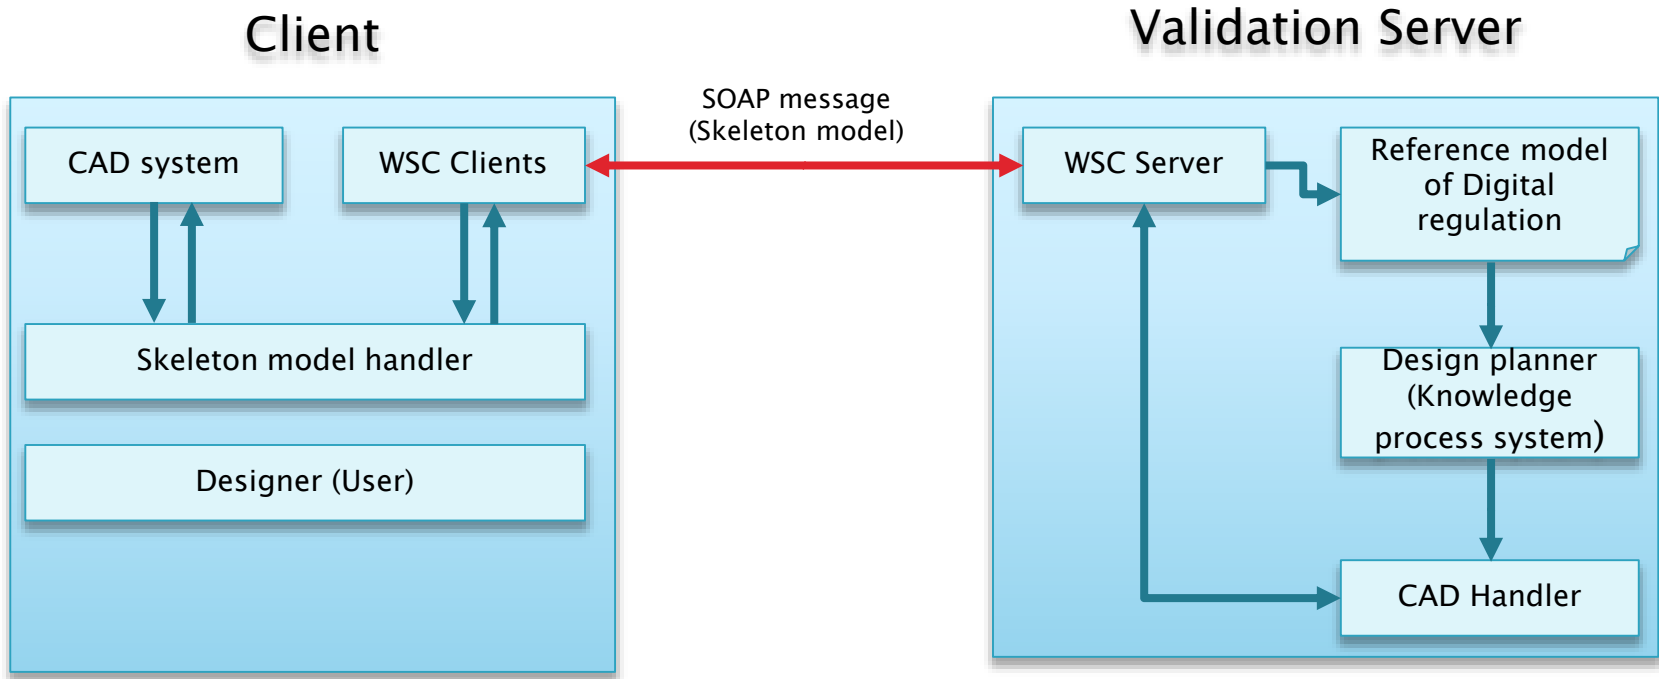 Client
Validation Server
SOAP message
(Skeleton model)
CAD system
WSC Clients
WSC Server
Reference model
of Digital
regulation
Skeleton model handler
Design planner
(Knowledge
process system)
Designer (User)
CAD Handler